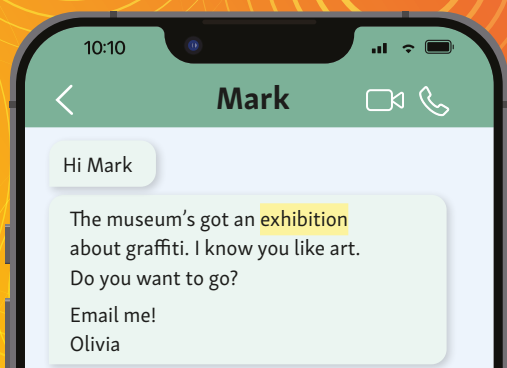 10:10
Mark
Hi Mark
The museum's got an exhibition
about graffiti. I know you like art.
Do you want to go?
Email me!
Olivia